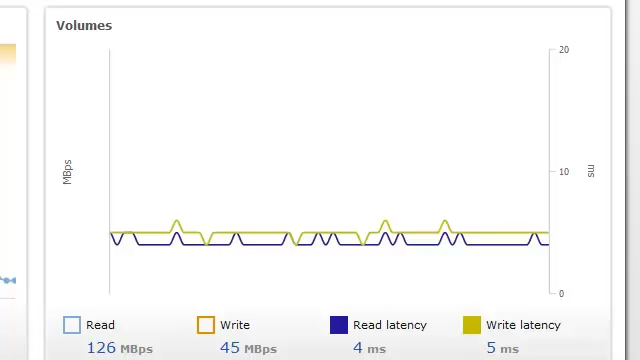 Volumes
20
MBps
10
ms
0
Read
Write
Read latency
Write latency
126 MBps
45 MBps
4 ms
5 ms